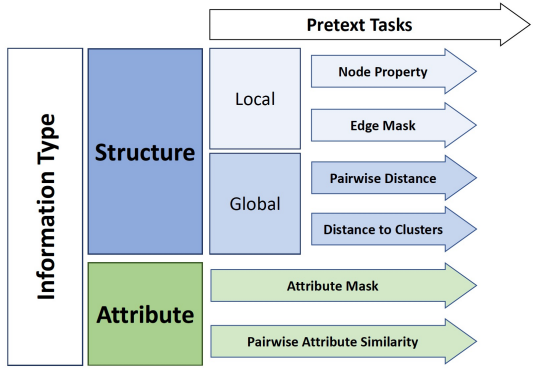 Pretext Tasks
Information Type
Structure
Local
Node Property
Edge Mask
Global
Pairwise Distance
Distance to Clusters
Attribute
Attribute Mask
Pairwise Attribute Similarity